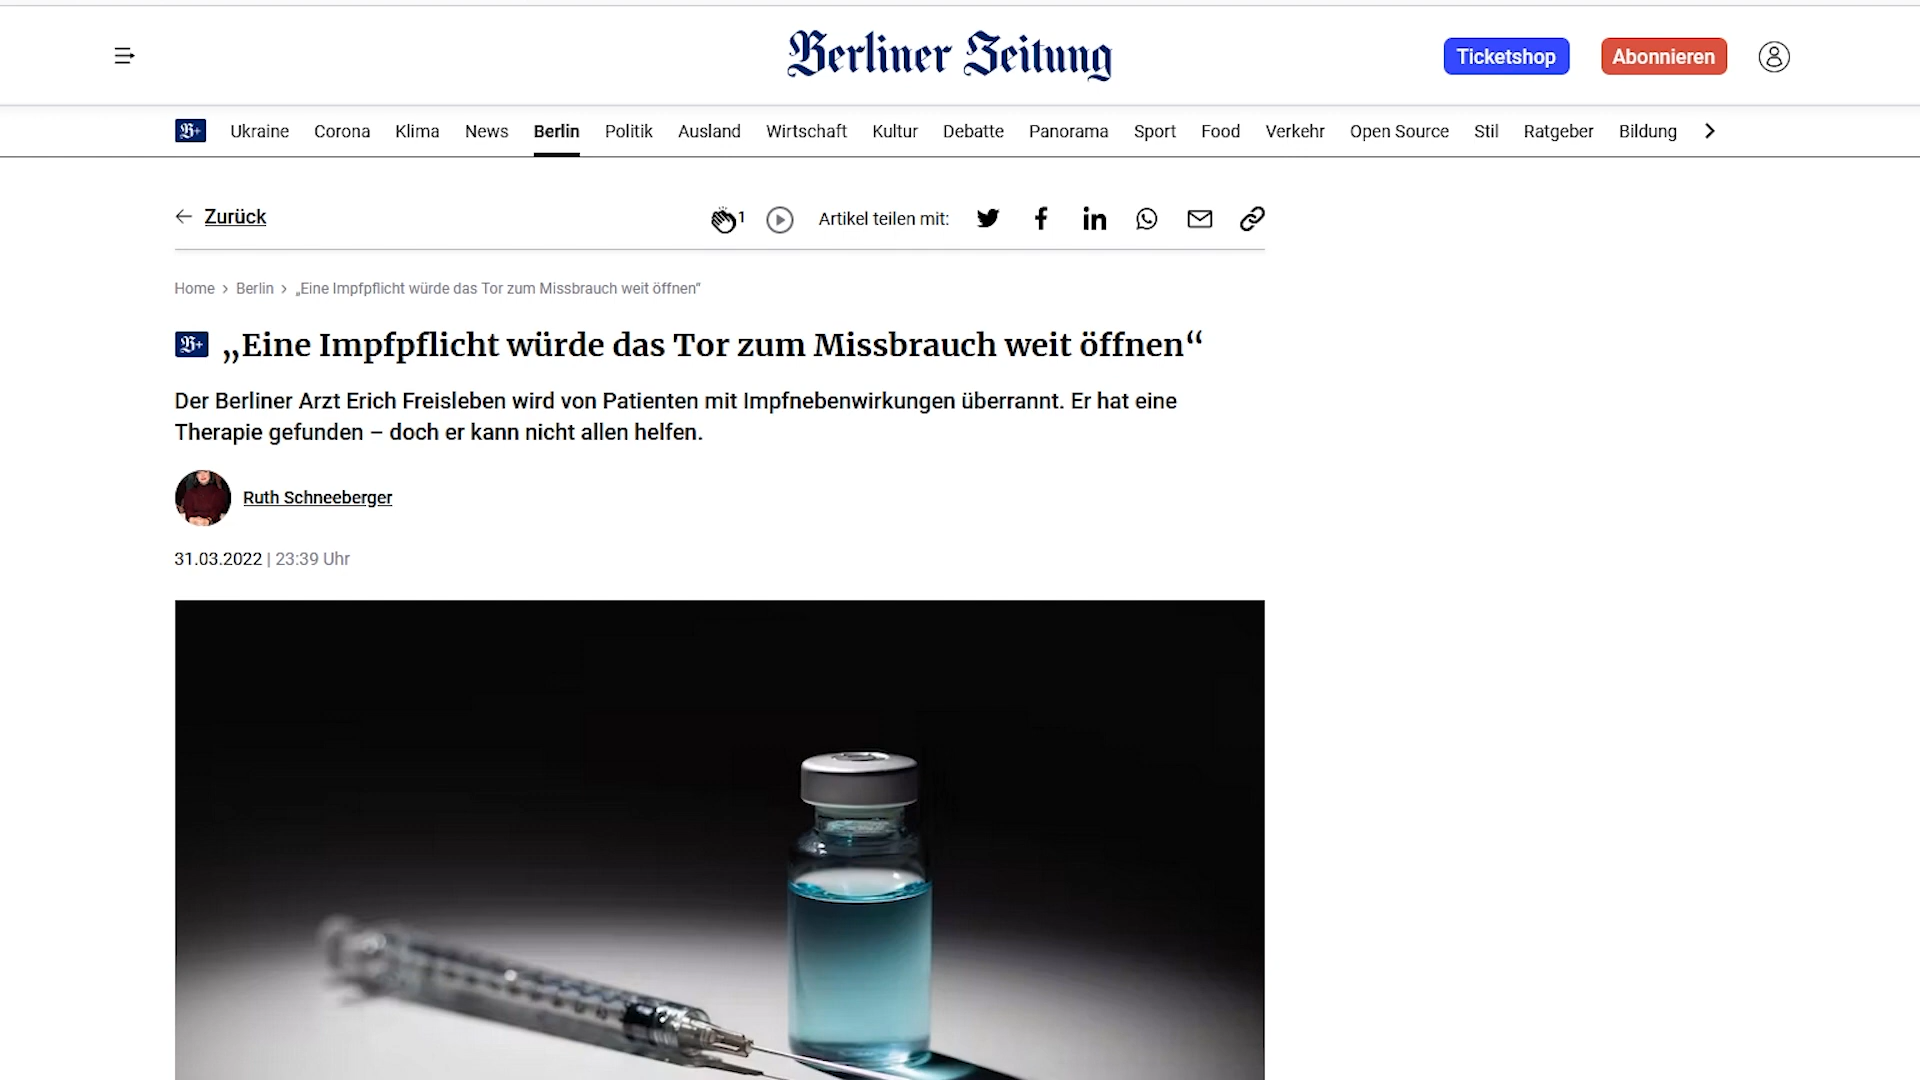 Berliner Zeitung
Ticketshop
Abonnieren
B+ Ukraine Corona Klima News Berlin Politik Ausland Wirtschaft Kultur Debatte Panorama Sport Food Verkehr Open Source Stil Ratgeber Bildung
Zurück
1
Artikel teilen mit:
Home > Berlin > „Eine Impfpflicht würde das Tor zum Missbrauch weit öffnen“
B+ „Eine Impfpflicht würde das Tor zum Missbrauch weit öffnen“
Der Berliner Arzt Erich Freisleben wird von Patienten mit Impfnebenwirkungen überrannt. Er hat eine
Therapie gefunden – doch er kann nicht allen helfen.
Ruth Schneeberger
31.03.2022 | 23:39 Uhr